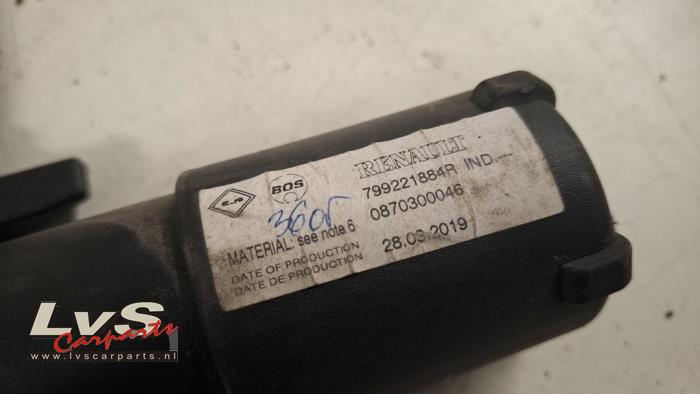 BOS
RENAULT
799221884R IND.—
360r
0870300046
MATERIAL: see note 6
28.03.2019
DATE OF PRODUCTION
DATE DE PRODUCTION
LvS
Carparts
www.lvscarparts.nl